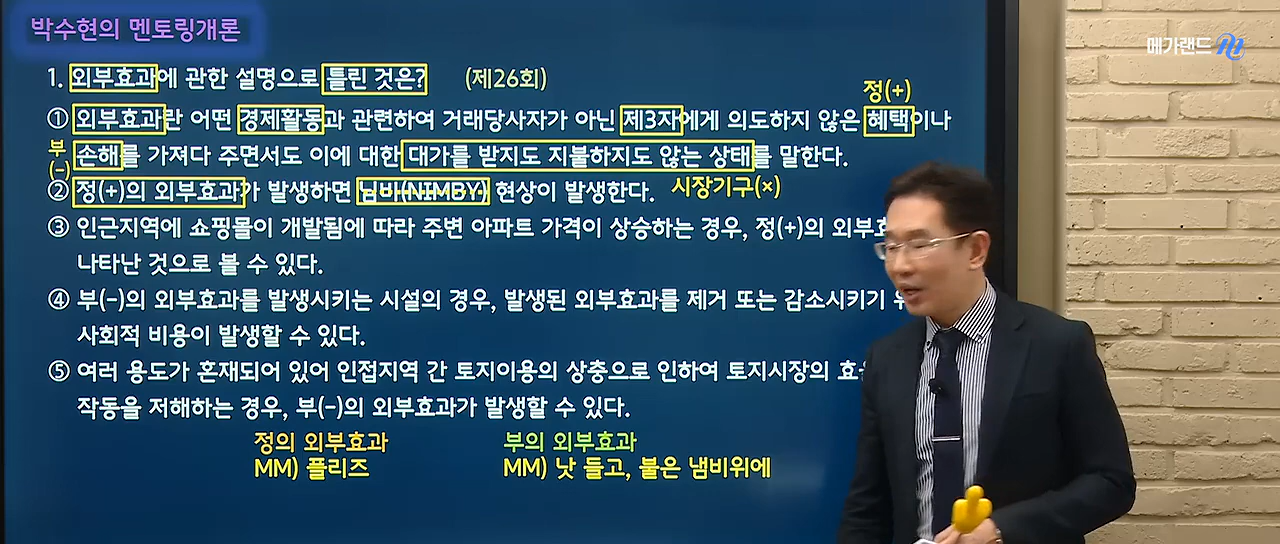 박수현의 멘토링개론
메가랜드
1. 외부효과에 관한 설명으로 틀린 것은? (제26회)
정(+)
① 외부효과란 어떤 경제활동과 관련하여 거래당사자가 아닌 제3자에게 의도하지 않은 혜택이나
부(-) 손해를 가져다 주면서도 이에 대한 대가를 받지도 지불하지도 않는 상태를 말한다.
② 정(+)의 외부효과가 발생하면 님비(NIMBY) 현상이 발생한다. 시장기구(×)
③ 인근지역에 쇼핑몰이 개발됨에 따라 주변 아파트 가격이 상승하는 경우, 정(+)의
나타난 것으로 볼 수 있다.
④ 부(-)의 외부효과를 발생시키는 시설의 경우, 발생된 외부효과를 제거 또는 감소시키기
사회적 비용이 발생할 수 있다.
⑤ 여러 용도가 혼재되어 있어 인접지역 간 토지이용의 상충으로 인하여 토지시장의
작동을 저해하는 경우, 부(-)의 외부효과가 발생할 수 있다.
정의 외부효과 부의 외부효과
MM) 플리즈 MM) 낫 들고, 불은 냄비위에